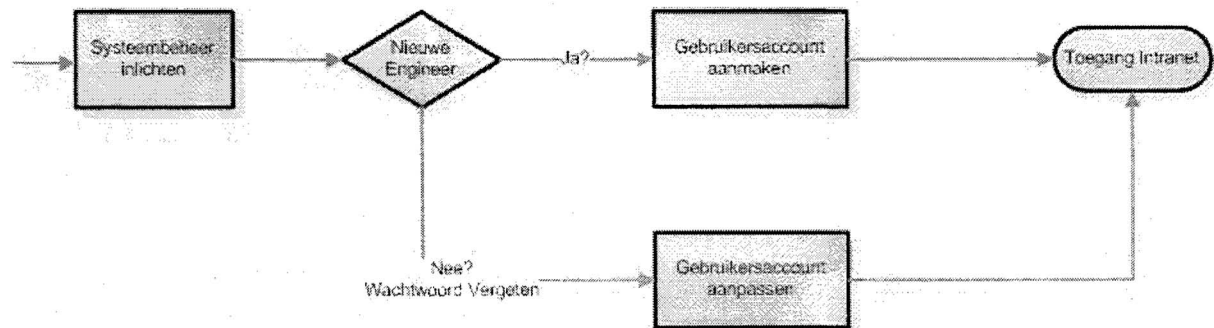 Systeembeheer
inlichten
Nieuwe
Engineer
Ja?
Gebruikersaccount
aanmaken
Toegang Intranet
Nee?
Wachtwoord Vergeten
Gebruikersaccount
aanpassen